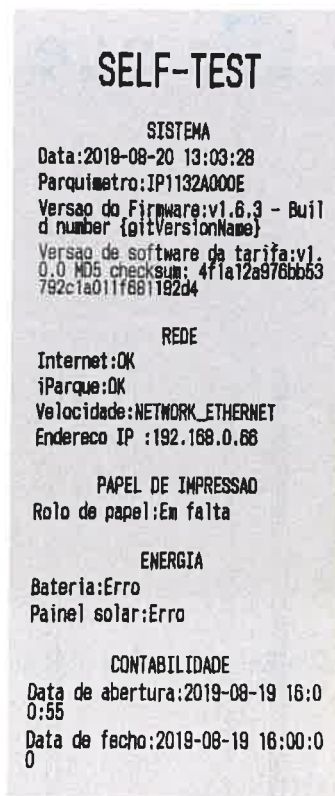 SELF-TEST
SISTEMA
Data:2019-08-20 13:03:28
Parquimetro:IP1132A000E
Versao do Firmware:v1.6.3 - Buil
d number {gitVersionName}
Versao de software da tarifa:v1.
0.0 MD5 checksum: 4f1a12a976bb53
792c1a011f681192d4
REDE
Internet:OK
iParque:OK
Velocidade:NETWORK_ETHERNET
Endereco IP :192.168.0.66
PAPEL DE IMPRESSAO
Rolo de papel:Em falta
ENERGIA
Bateria:Erro
Painel solar:Erro
CONTABILIDADE
Data de abertura:2019-08-19 16:0
0:55
Data de fecho:2019-08-19 16:00:0
0